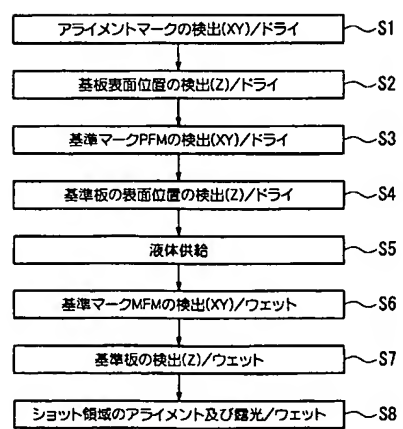 アライメントマークの検出(XY)/ドライ S1
基板表面位置の検出(Z)/ドライ S2
基準マークPFMの検出(XY)/ドライ S3
基準板の表面位置の検出(Z)/ドライ S4
液体供給 S5
基準マークMFMの検出(XY)/ウェット S6
基準板の検出(Z)/ウェット S7
ショット領域のアライメント及び露光/ウェット S8